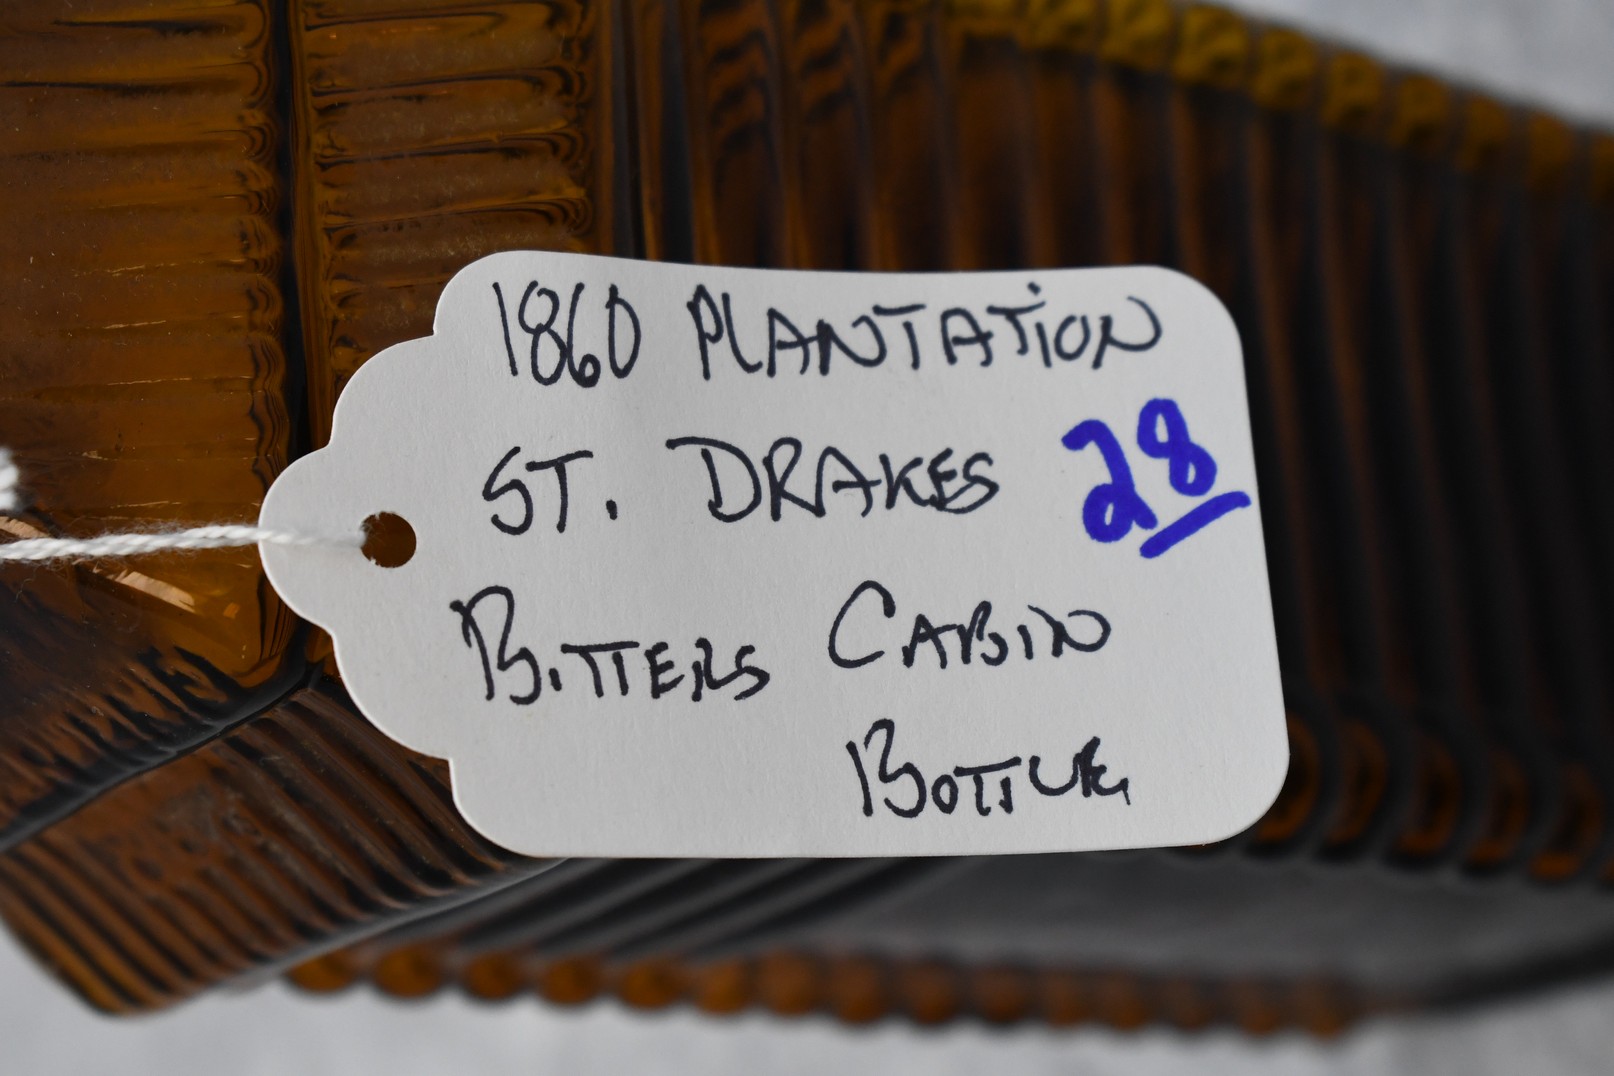 1860 PLANTATION
ST. DRAKES 28
BITTERS CABIN
BOTTLE